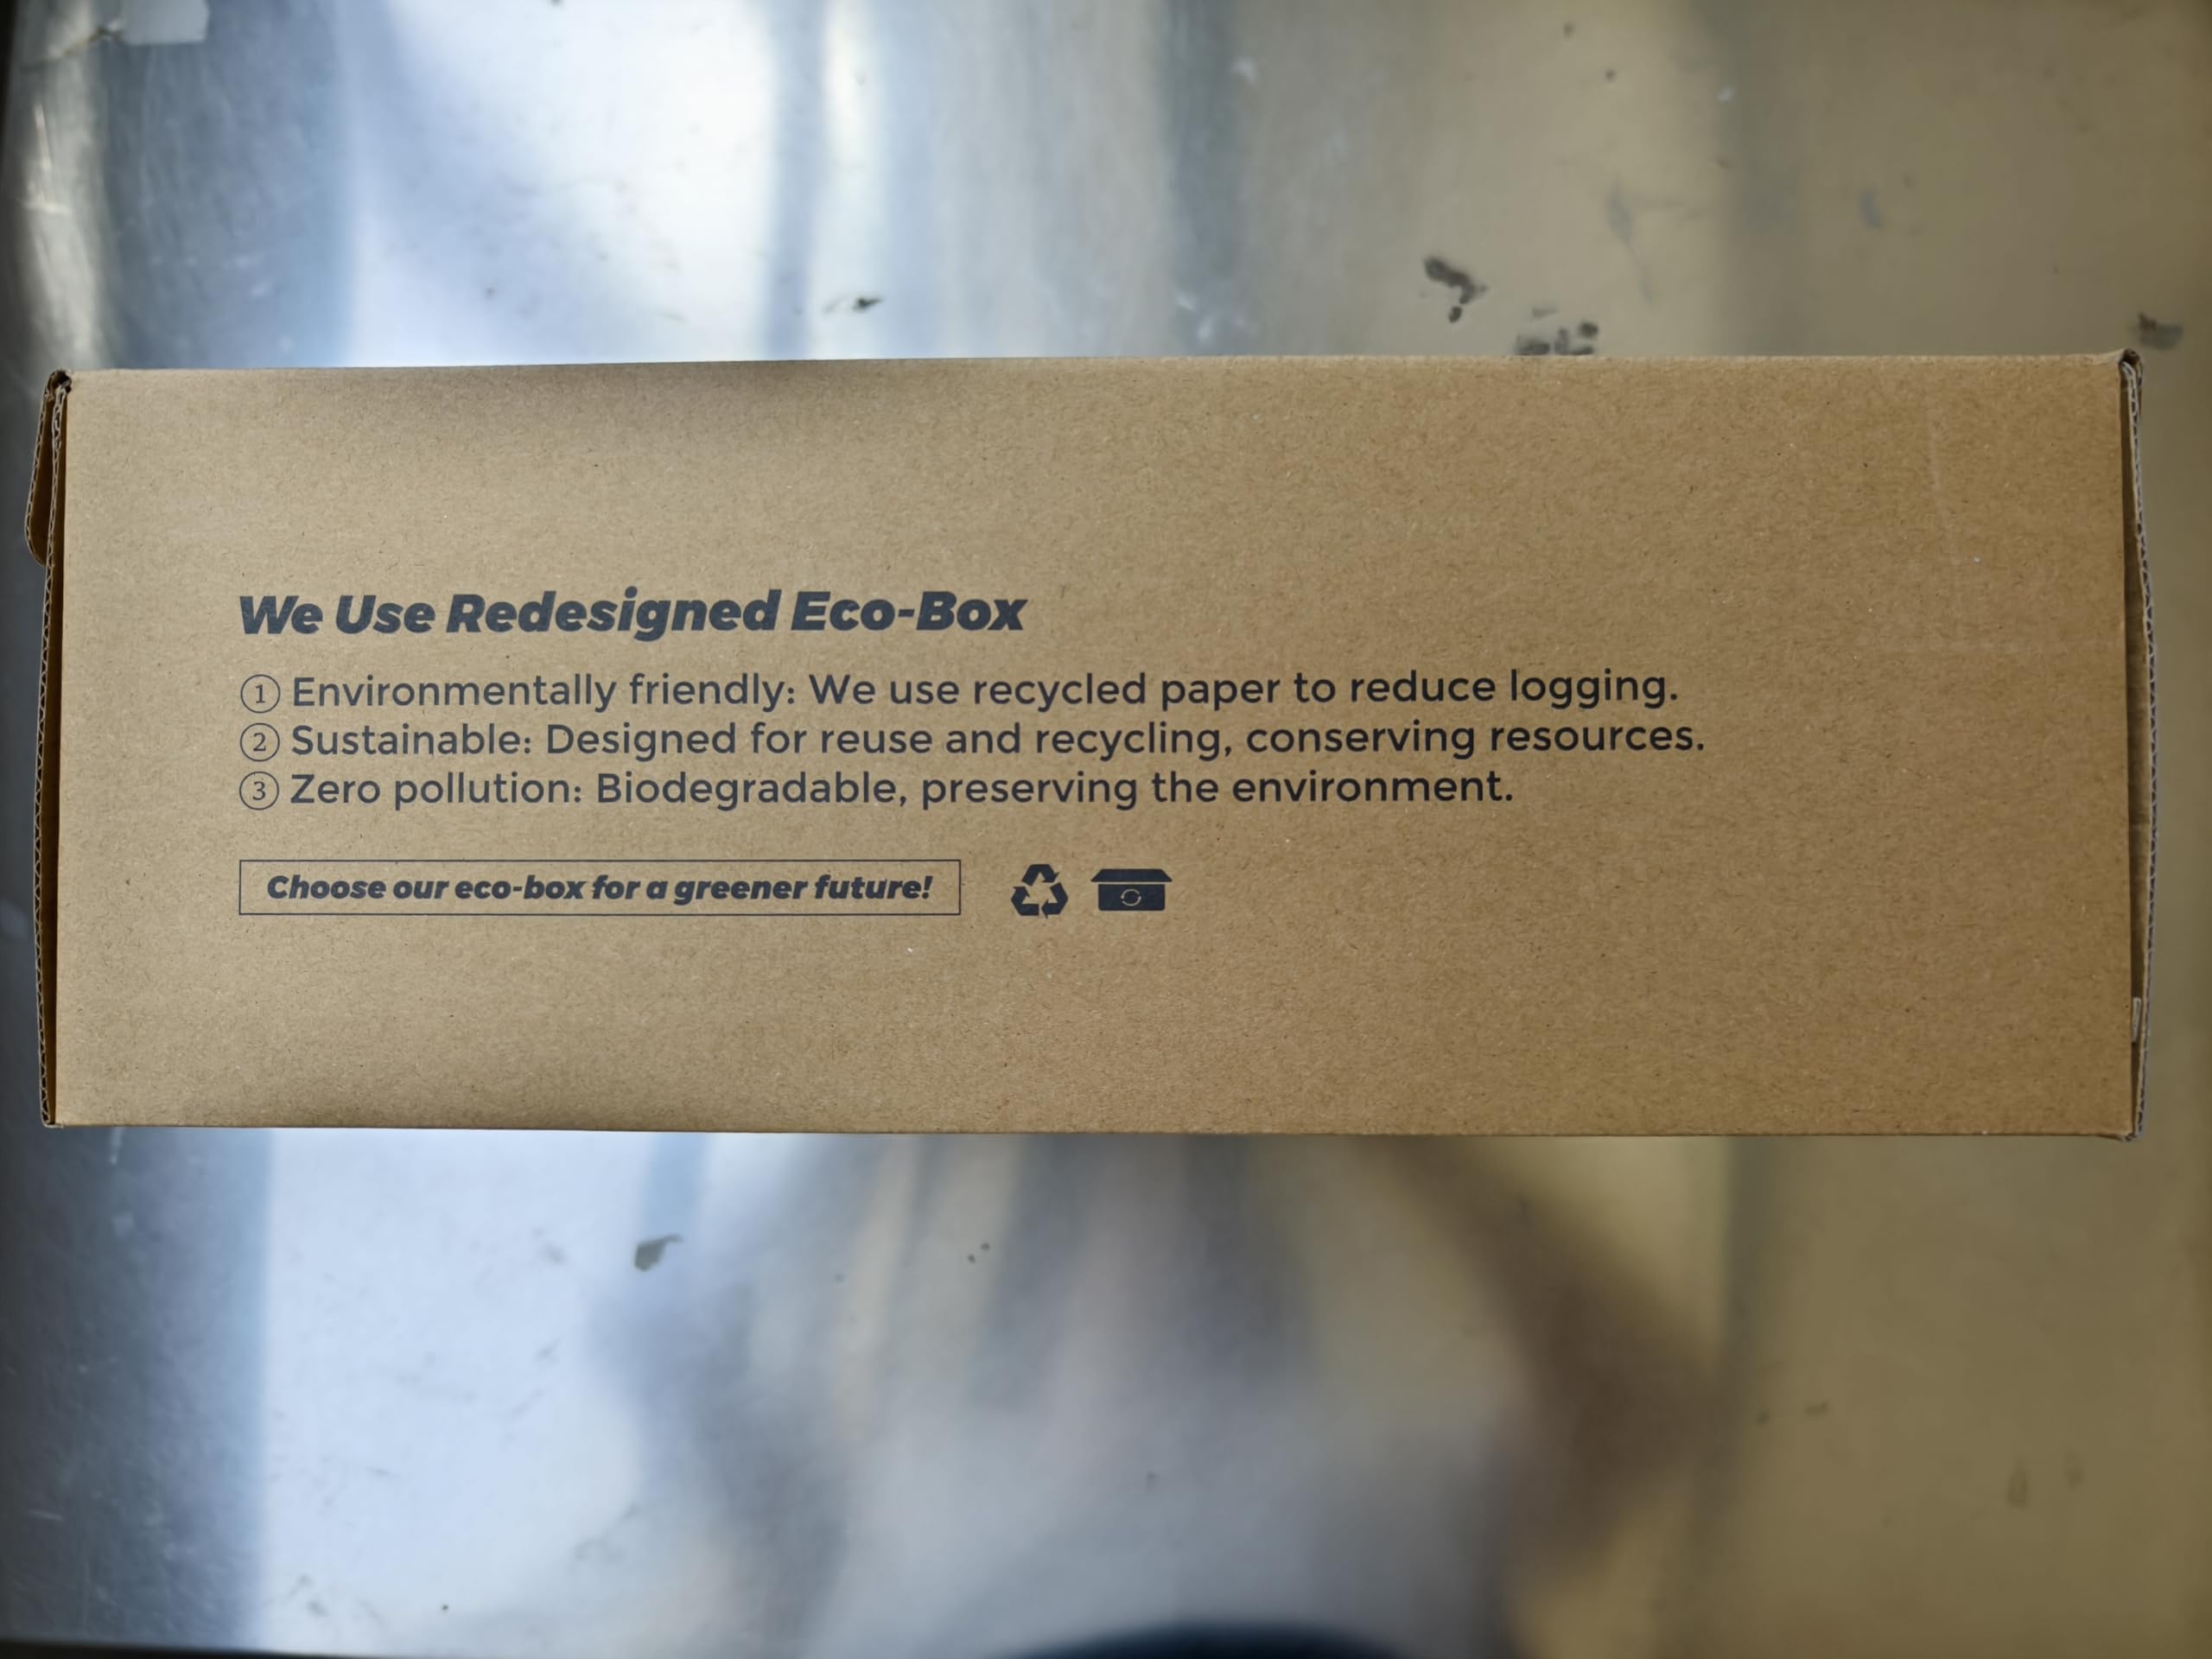 We Use Redesigned Eco-Box
① Environmentally friendly: We use recycled paper to reduce logging.
② Sustainable: Designed for reuse and recycling, conserving resources.
③ Zero pollution: Biodegradable, preserving the environment.
Choose our eco-box for a greener future!